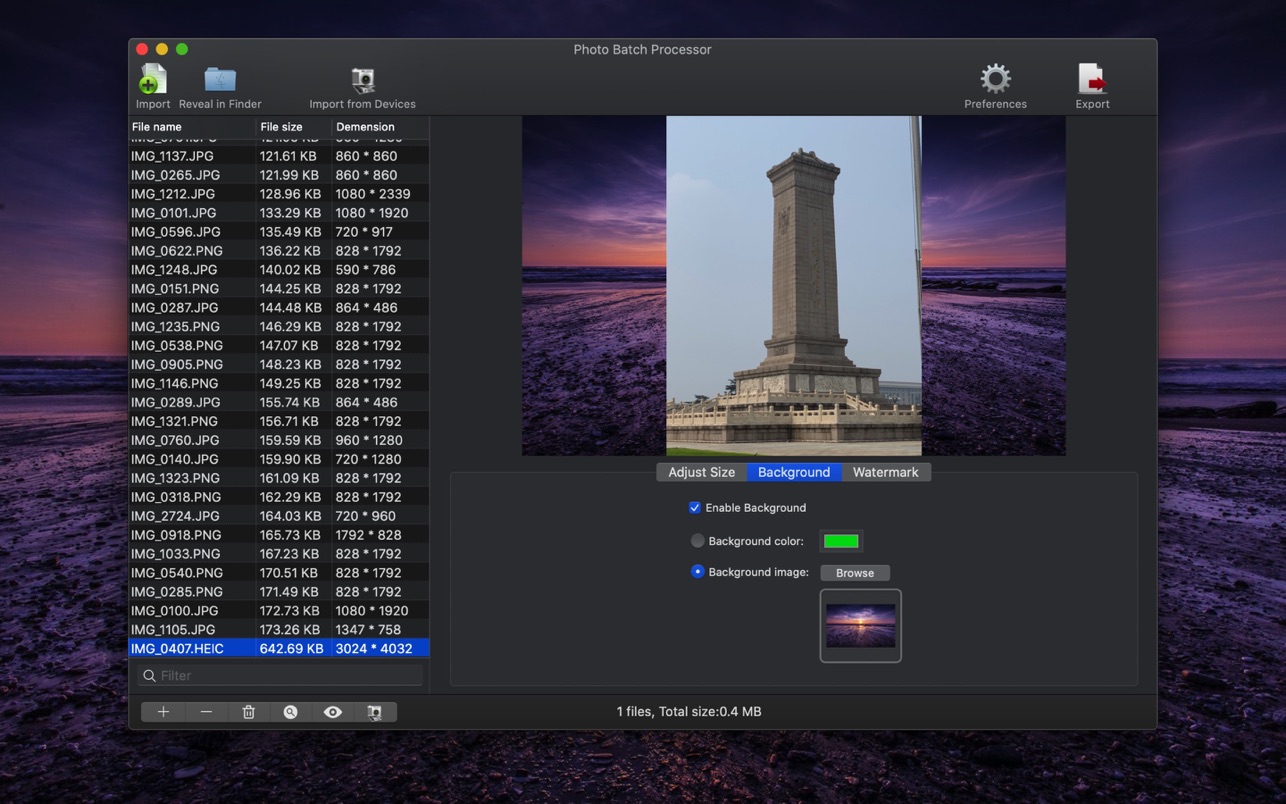 Photo Batch Processor
Import Reveal in Finder Import from Devices Preferences Export
File name File size Demension
IMG_1137.JPG 121.61 KB 860 * 860
IMG_0265.JPG 121.99 KB 860 * 860
IMG_1212.JPG 128.96 KB 1080 * 2339
IMG_0101.JPG 133.29 KB 1080 * 1920
IMG_0596.JPG 135.49 KB 720 * 917
IMG_0622.PNG 136.22 KB 828 * 1792
IMG_1248.JPG 140.02 KB 590 * 786
IMG_0151.PNG 144.25 KB 828 * 1792
IMG_0287.JPG 144.48 KB 864 * 486
IMG_1235.PNG 146.29 KB 828 * 1792
IMG_0538.PNG 147.07 KB 828 * 1792
IMG_0905.PNG 148.23 KB 828 * 1792
IMG_1146.PNG 149.25 KB 828 * 1792
IMG_0289.JPG 155.74 KB 864 * 486
IMG_1321.PNG 156.71 KB 828 * 1792
IMG_0760.JPG 159.59 KB 960 * 1280
IMG_0140.JPG 159.90 KB 720 * 1280
IMG_1323.PNG 161.09 KB 828 * 1792
IMG_0318.PNG 162.29 KB 828 * 1792
IMG_2724.JPG 164.03 KB 720 * 960
IMG_0918.PNG 165.73 KB 1792 * 828
IMG_1033.PNG 167.23 KB 828 * 1792
IMG_0540.PNG 170.51 KB 828 * 1792
IMG_0285.PNG 171.49 KB 828 * 1792
IMG_0100.JPG 172.73 KB 1080 * 1920
IMG_1105.JPG 173.26 KB 1347 * 758
IMG_0407.HEIC 642.69 KB 3024 * 4032
Filter
Adjust Size Background Watermark
Enable Background
Background color:
Background image: Browse
1 files, Total size:0.4 MB